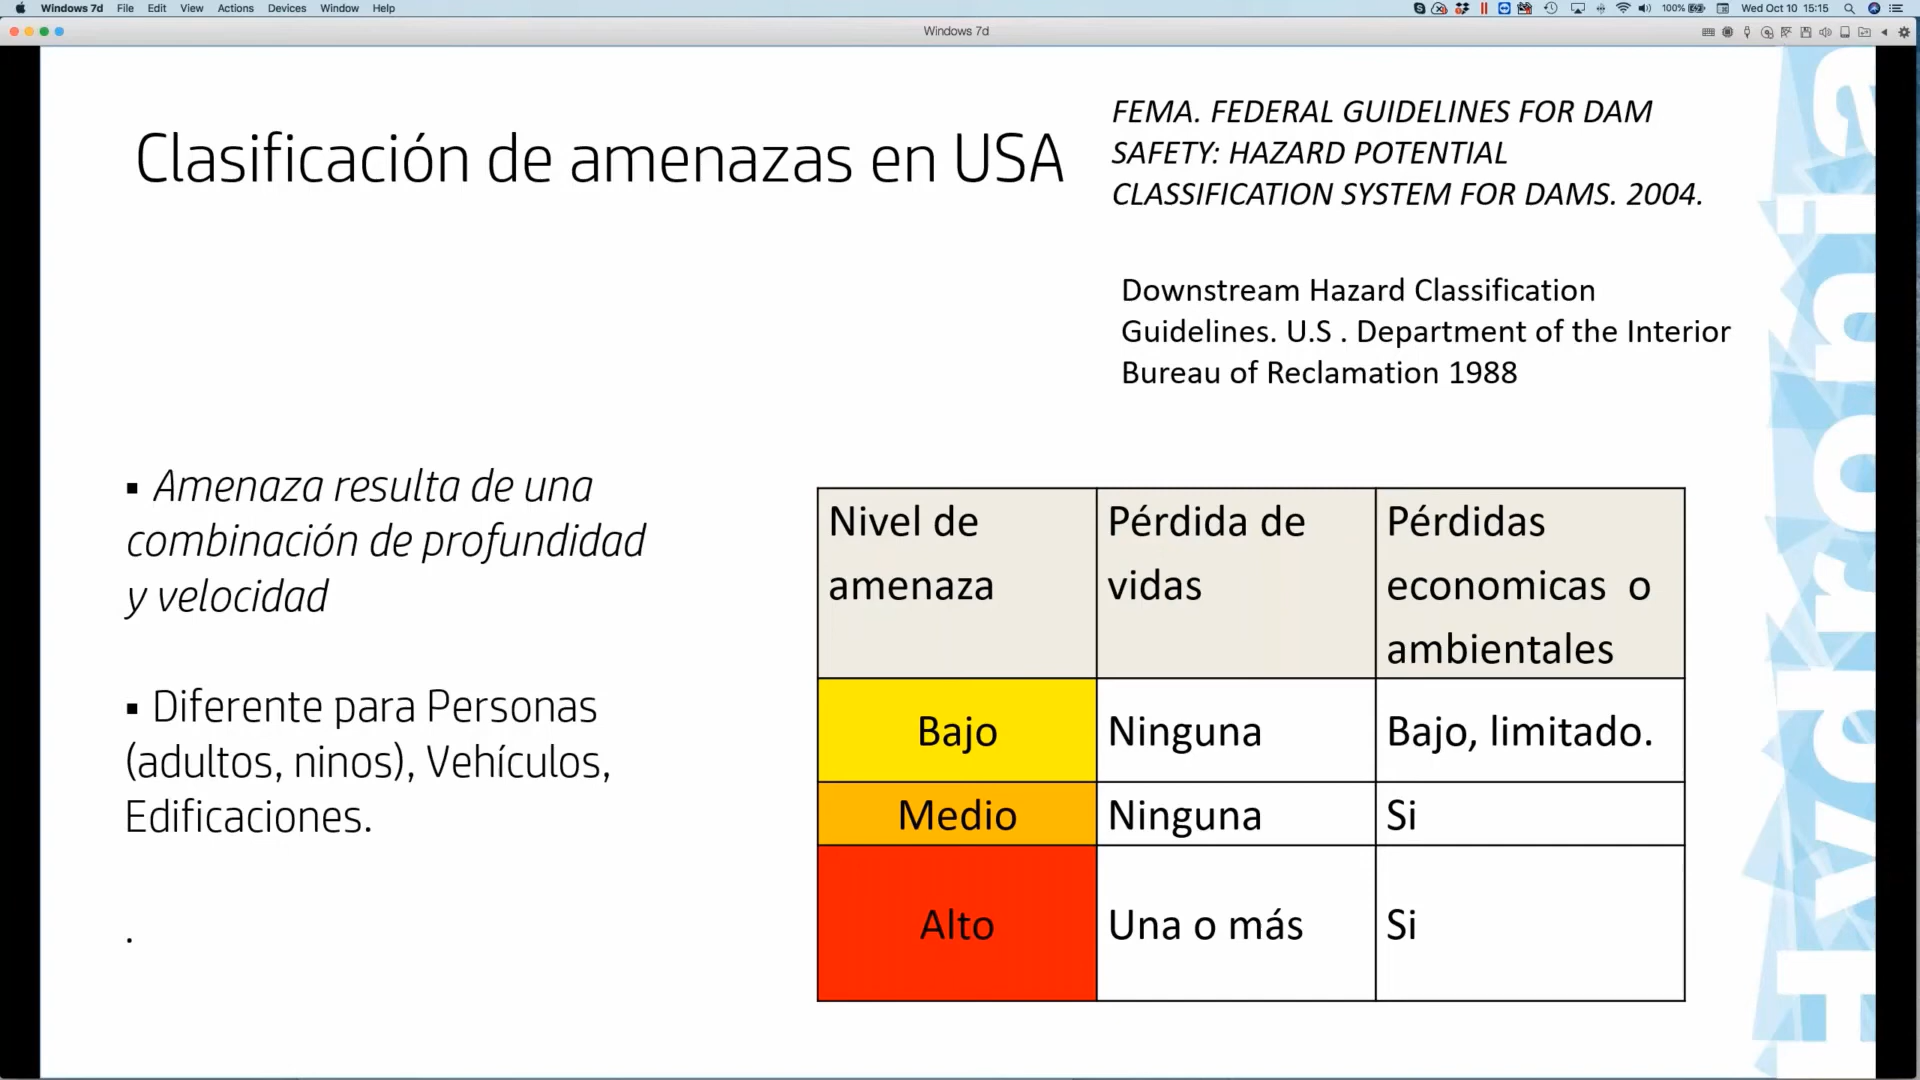 Windows 7d File Edit View Actions Devices Window Help
100% Wed Oct 10 15:15
Windows 7d
Clasificación de amenazas en USA
FEMA. FEDERAL GUIDELINES FOR DAM
SAFETY: HAZARD POTENTIAL
CLASSIFICATION SYSTEM FOR DAMS. 2004.
Downstream Hazard Classification
Guidelines. U.S . Department of the Interior
Bureau of Reclamation 1988
▪ Amenaza resulta de una
combinación de profundidad
y velocidad
▪ Diferente para Personas
(adultos, ninos), Vehículos,
Edificaciones.
.
Nivel de
amenaza
Pérdida de
vidas
Pérdidas
economicas o
ambientales
Bajo Ninguna Bajo, limitado.
Medio Ninguna Si
Alto Una o más Si
Hydronia